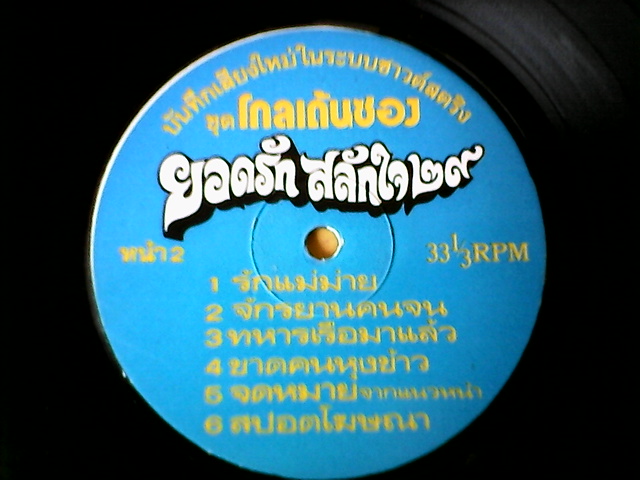 บันทึกเสียงใหม่ในระบบซาวด์สตริง
ชุด โกลเด้นซอง
ยอดรัก สลักใจ ๒๙
หน้า 2
33 1/3 RPM
1 รักแม่ม่าย
2 จักรยานคนจน
3 ทหารเรือมาแล้ว
4 ขาดคนหุงข้าว
5 จดหมายจากแนวหน้า
6 สปอตโฆษณา